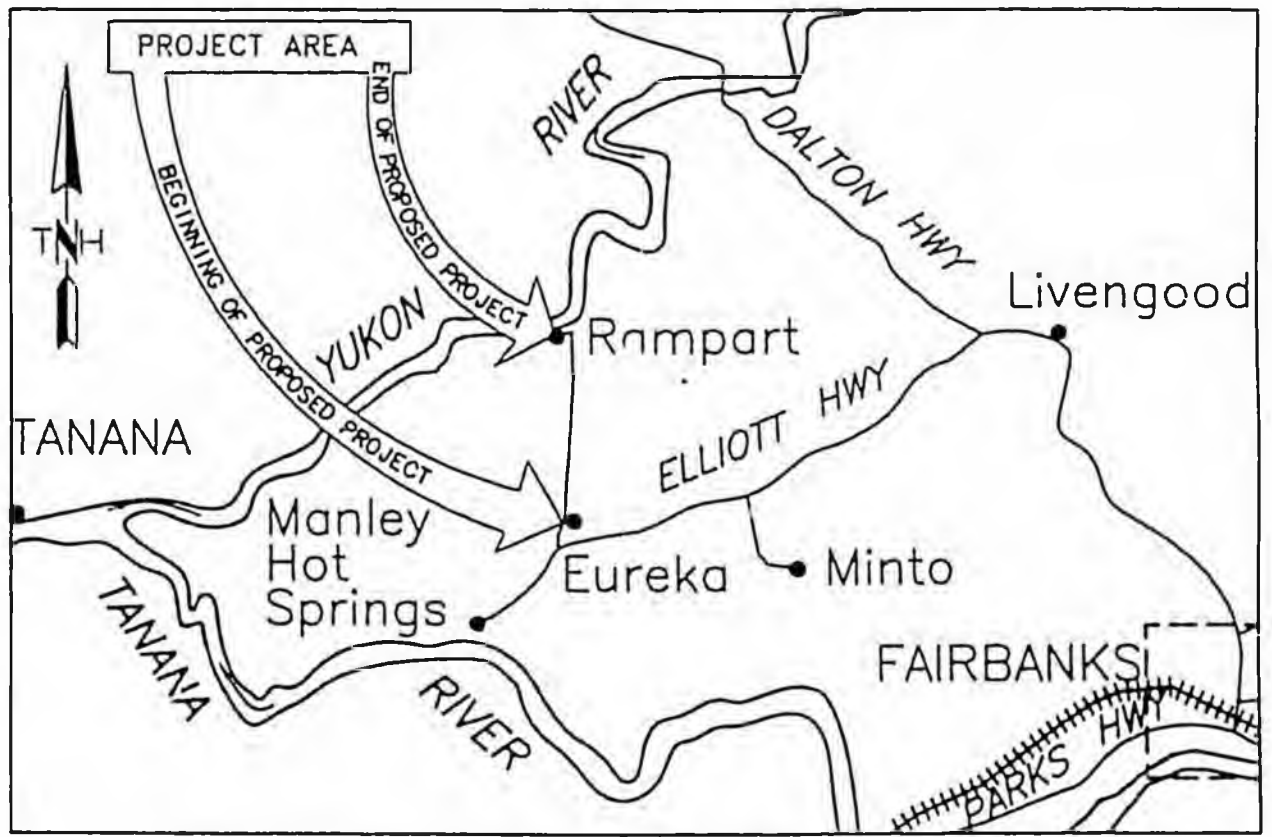 PROJECT AREA
END OF PROPOSED PROJECT
BEGINNING OF PROPOSED PROJECT
TNH
RIVER
DALTON HWY
Livengood
YUKON
Rampart
ELLIOTT HWY
TANANA
Manley
Hot
Springs
Eureka
Minto
TANANA
RIVER
FAIRBANKS
PARKS HWY